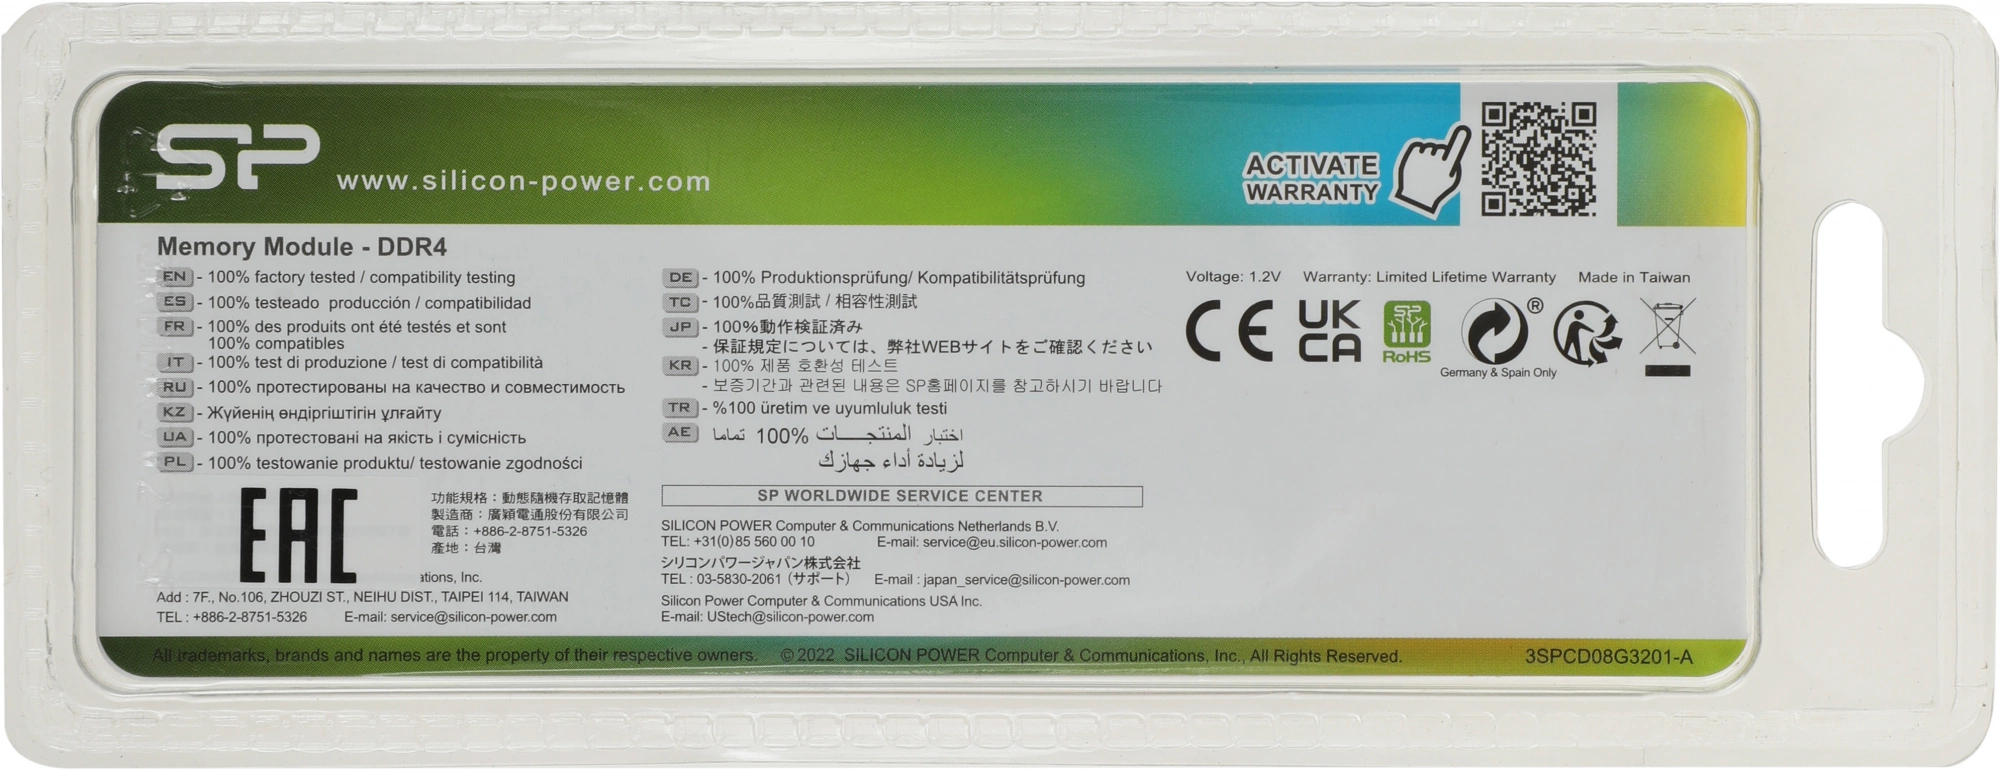 SP www.silicon-power.com
ACTIVATE
WARRANTY
Memory Module - DDR4
EN - 100% factory tested / compatibility testing
ES - 100% testeado producción / compatibilidad
FR - 100% des produits ont été testés et sont
100% compatibles
IT - 100% test di produzione / test di compatibilità
RU - 100% протестированы на качество и совместимость
KZ - Жүйенің өндіргіштігін ұлғайту
UA - 100% протестовані на якість і сумісність
PL - 100% testowanie produktu/ testowanie zgodności
DE - 100% Produktionsprüfung/ Kompatibilitätsprüfung
TC - 100%品質測試 / 相容性測試
JP - 100%動作検証済み
- 保証規定については、弊社WEBサイトをご確認ください
KR - 100% 제품 호환성 테스트
- 보증기간과 관련된 내용은 SP홈페이지를 참고하시기 바랍니다
TR - %100 üretim ve uyumluluk testi
AE اختبار المنتجـــــات 100% تماما
لزيادة أداء جهازك
Voltage: 1.2V Warranty: Limited Lifetime Warranty Made in Taiwan
CE UK
CA SP
RoHS ®
Germany & Spain Only
EAC
功能規格：動態隨機存取記憶體
製造商：廣穎電通股份有限公司
電話：+886-2-8751-5326
產地：台灣
ations, Inc.
Add : 7F., No.106, ZHOUZI ST., NEIHU DIST., TAIPEI 114, TAIWAN
TEL : +886-2-8751-5326 E-mail: service@silicon-power.com
SP WORLDWIDE SERVICE CENTER
SILICON POWER Computer & Communications Netherlands B.V.
TEL: +31(0)85 560 00 10 E-mail: service@eu.silicon-power.com
シリコンパワージャパン株式会社
TEL : 03-5830-2061（サポート） E-mail : japan_service@silicon-power.com
Silicon Power Computer & Communications USA Inc.
E-mail: UStech@silicon-power.com
All trademarks, brands and names are the property of their respective owners. ©2022 SILICON POWER Computer & Communications, Inc., All Rights Reserved. 3SPCD08G3201-A